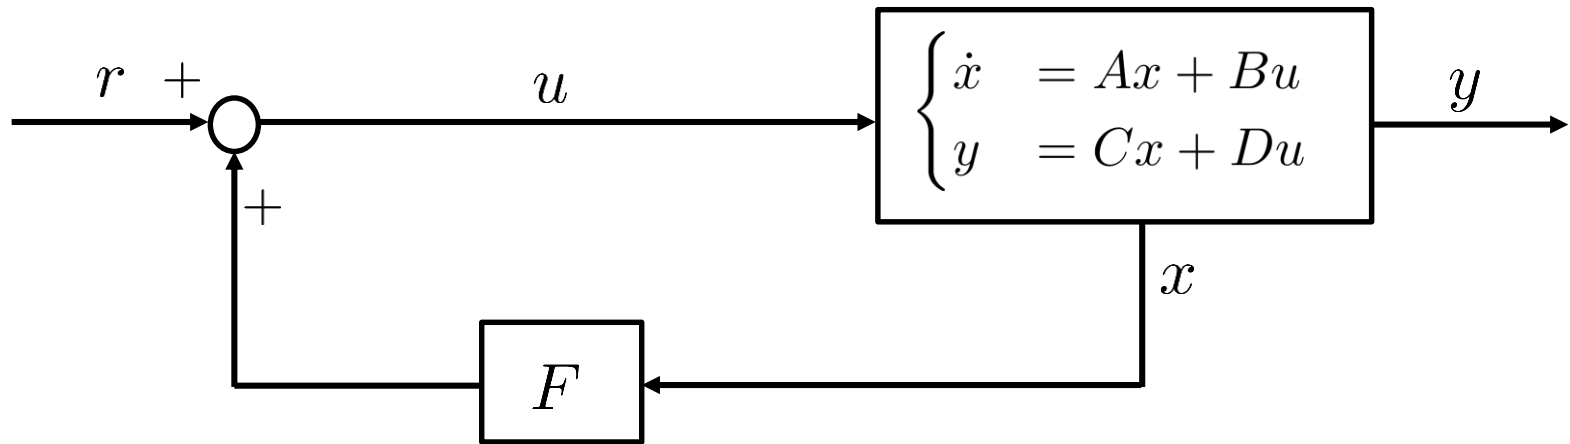 r +
u
ẋ = Ax + Bu
y = Cx + Du
y
+
x
F